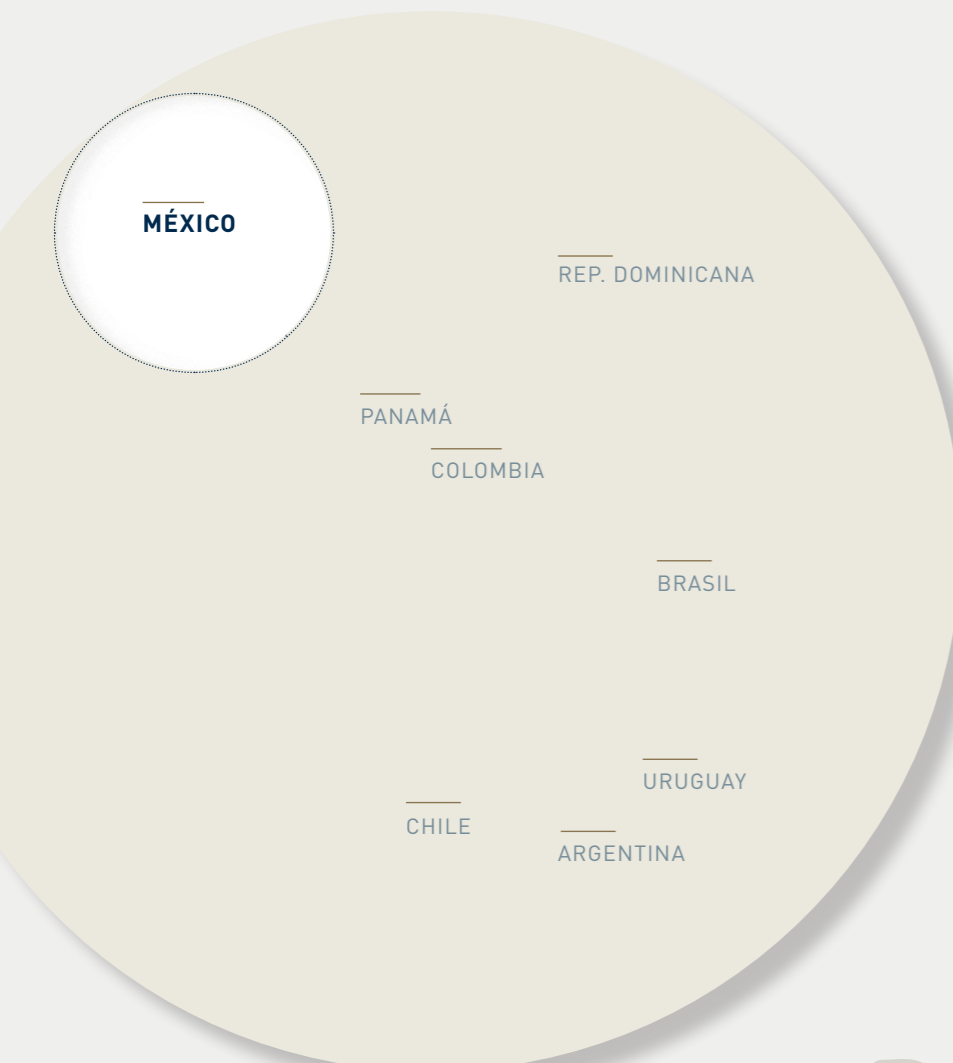 MÉXICO
REP. DOMINICANA
PANAMÁ
COLOMBIA
BRASIL
URUGUAY
CHILE
ARGENTINA